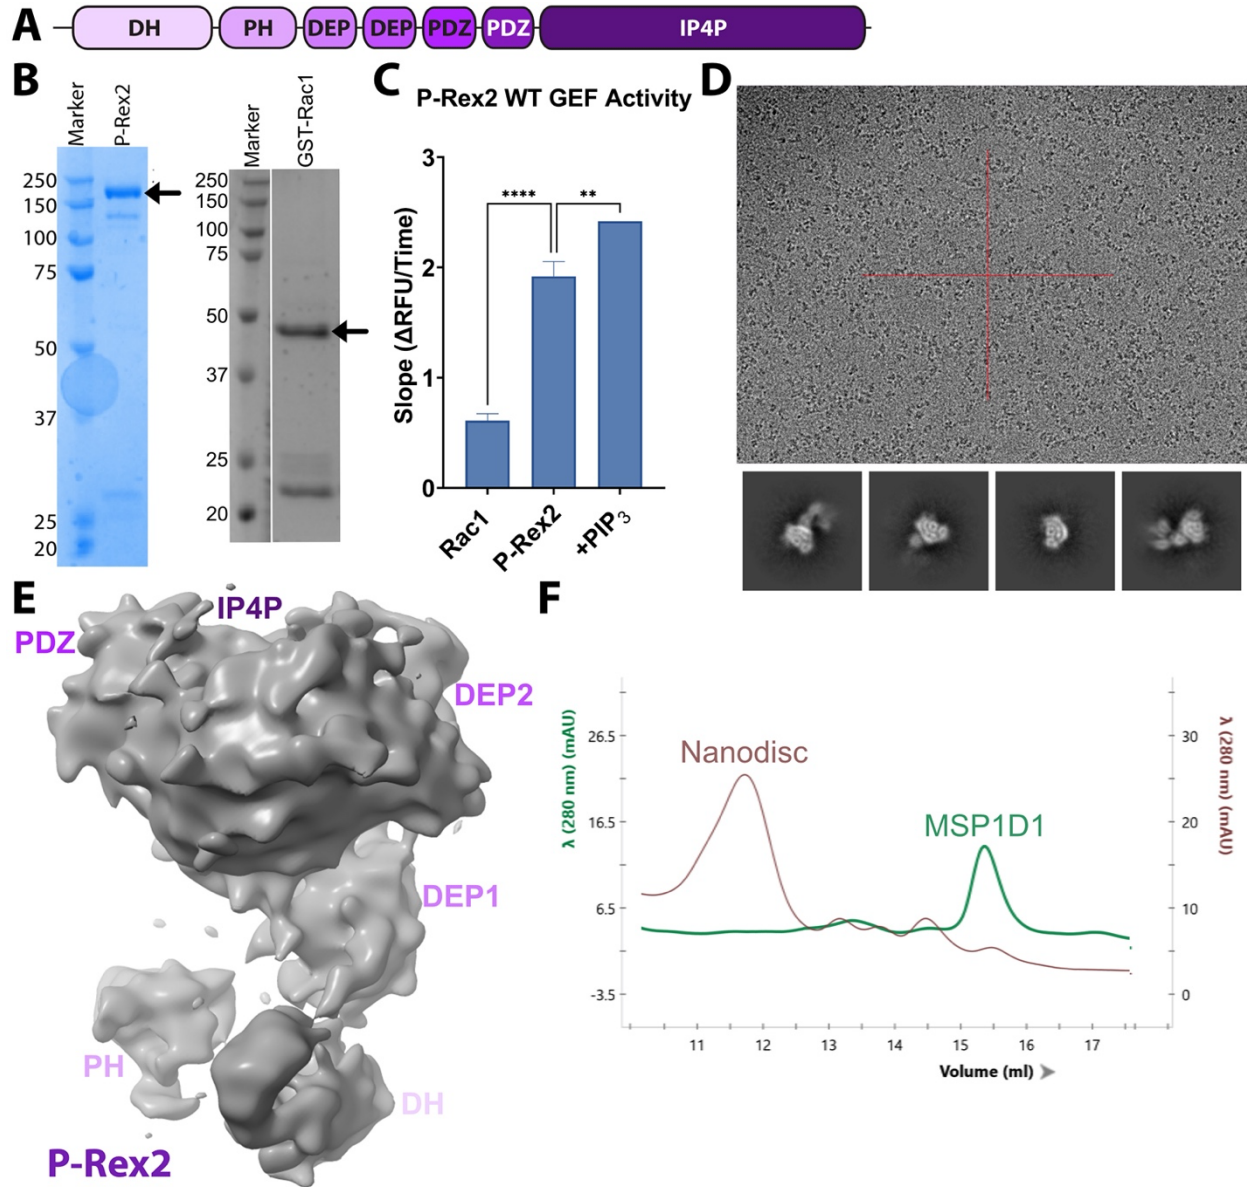 A
DH PH DEP DEP PDZ PDZ IP4P
B
Marker
P-Rex2
250
150
100
75
50
37
25
20
Marker
GST-Rac1
250
150
100
75
50
37
25
20
C
P-Rex2 WT GEF Activity
Slope (ΔRFU/Time)
3
2
1
0
**** **
Rac1
P-Rex2
+PIP₃
D
E
IP4P
PDZ
DEP2
DEP1
PH
DH
P-Rex2
F
λ (280 nm) (mAU)
26.5
16.5
6.5
-3.5
Nanodisc
MSP1D1
30
20
10
0
λ (280 nm) (mAU)
11 12 13 14 15 16 17
Volume (ml)